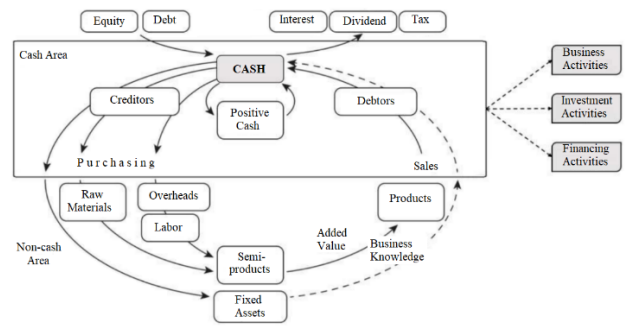 Equity
Debt
Interest
Dividend
Tax
Cash Area
CASH
Business
Activities
Creditors
Positive
Cash
Debtors
Investment
Activities
Purchasing
Sales
Financing
Activities
Raw
Materials
Overheads
Labor
Products
Non-cash
Area
Semi-
products
Added
Value
Business
Knowledge
Fixed
Assets